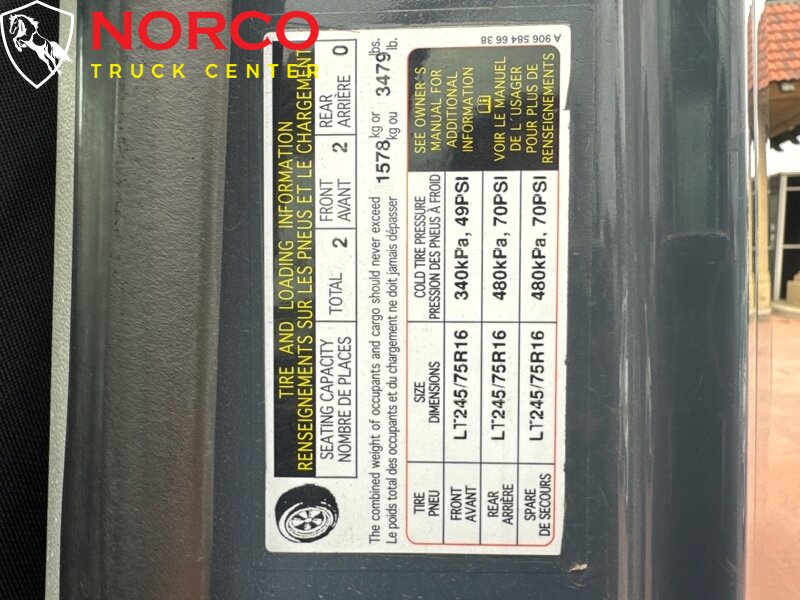 NORCO
TRUCK CENTER
TIRE AND LOADING INFORMATION
RENSEIGNEMENTS SUR LES PNEUS ET LE CHARGEMENT
SEATING CAPACITY
NOMBRE DE PLACES
TOTAL 2
FRONT
AVANT 2
REAR
ARRIÈRE 0
The combined weight of occupants and cargo should never exceed
Le poids total des occupants et du chargement ne doit jamais dépasser
1578 kg or
kg ou
3479 lbs.
lb.
TIRE
PNEU
SIZE
DIMENSIONS
COLD TIRE PRESSURE
PRESSION DES PNEUS À FROID
FRONT
AVANT
LT245/75R16
340kPa, 49PSI
REAR
ARRIÈRE
LT245/75R16
480kPa, 70PSI
SPARE
DE SECOURS
LT245/75R16
480kPa, 70PSI
SEE OWNER'S
MANUAL FOR
ADDITIONAL
INFORMATION
VOIR LE MANUEL
DE L'USAGER
POUR PLUS DE
RENSEIGNEMENTS
A 906 584 66 38